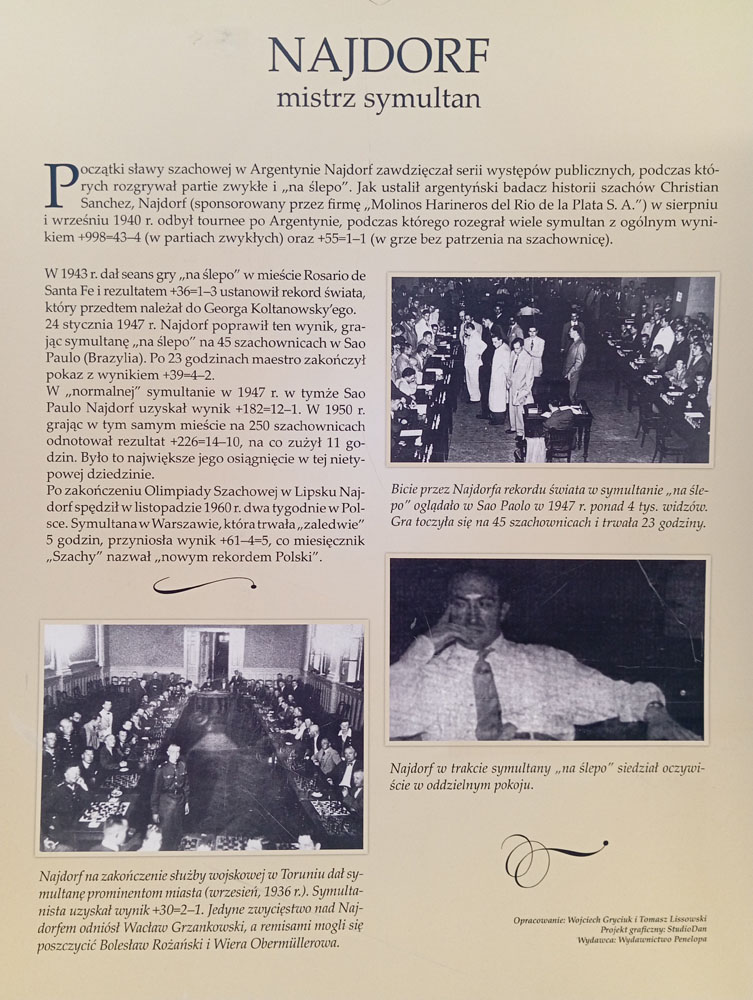 NAJDORF
mistrz symultan
Początki sławy szachowej w Argentynie Najdorf zawdzięczał serii występów publicznych, podczas któ-
rych rozgrywał partie zwykłe i „na ślepo”. Jak ustalił argentyński badacz historii szachów Christian
Sanchez, Najdorf (sponsorowany przez firmę „Molinos Harineros del Rio de la Plata S. A.”) w sierpniu
i wrześniu 1940 r. odbył tournee po Argentynie, podczas którego rozegrał wiele symultan z ogólnym wyni-
kiem +998=43–4 (w partiach zwykłych) oraz +55=1–1 (w grze bez patrzenia na szachownicę).
W 1943 r. dał seans gry „na ślepo” w mieście Rosario de
Santa Fe i rezultatem +36=1–3 ustanowił rekord świata,
który przedtem należał do Georga Koltanowsky'ego.
24 stycznia 1947 r. Najdorf poprawił ten wynik, gra-
jąc symultanę „na ślepo” na 45 szachownicach w Sao
Paulo (Brazylia). Po 23 godzinach maestro zakończył
pokaz z wynikiem +39=4–2.
W „normalnej” symultanie w 1947 r. w tymże Sao
Paulo Najdorf uzyskał wynik +182=12–1. W 1950 r.
grając w tym samym mieście na 250 szachownicach
odnotował rezultat +226=14–10, na co zużył 11 go-
dzin. Było to największe jego osiągnięcie w tej niety-
powej dziedzinie.
Po zakończeniu Olimpiady Szachowej w Lipsku Naj-
dorf spędził w listopadzie 1960 r. dwa tygodnie w Pol-
sce. Symultana w Warszawie, która trwała „zaledwie”
5 godzin, przyniosła wynik +61–4=5, co miesięcznik
„Szachy” nazwał „nowym rekordem Polski”.
Bicie przez Najdorfa rekordu świata w symultanie „na śle-
po” oglądało w Sao Paolo w 1947 r. ponad 4 tys. widzów.
Gra toczyła się na 45 szachownicach i trwała 23 godziny.
Najdorf w trakcie symultany „na ślepo” siedział oczywi-
ście w oddzielnym pokoju.
Najdorf na zakończenie służby wojskowej w Toruniu dał sy-
multanę prominentom miasta (wrzesień, 1936 r.). Symulta-
nista uzyskał wynik +30=2–1. Jedyne zwycięstwo nad Naj-
dorfem odniósł Wacław Grzankowski, a remisami mogli się
poszczycić Bolesław Rożański i Wiera Obermüllerowa.
Opracowanie: Wojciech Gryciuk i Tomasz Lissowski
Projekt graficzny: StudioDan
Wydawca: Wydawnictwo Penelopa